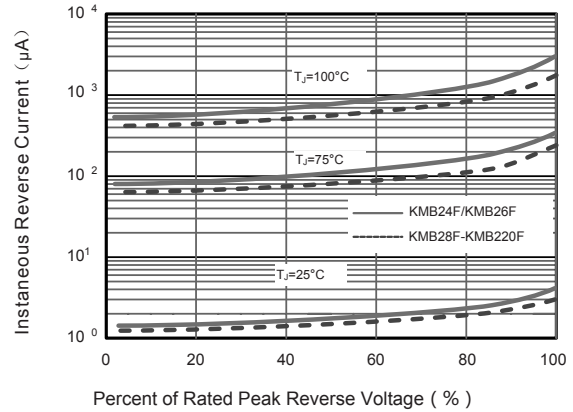 Instaneous Reverse Current（μA）
10 4
10 3
10 2
10 1
10 0
TJ=100°C
TJ=75°C
KMB24F/KMB26F
KMB28F-KMB220F
TJ=25°C
0 20 40 60 80 100
Percent of Rated Peak Reverse Voltage（%）